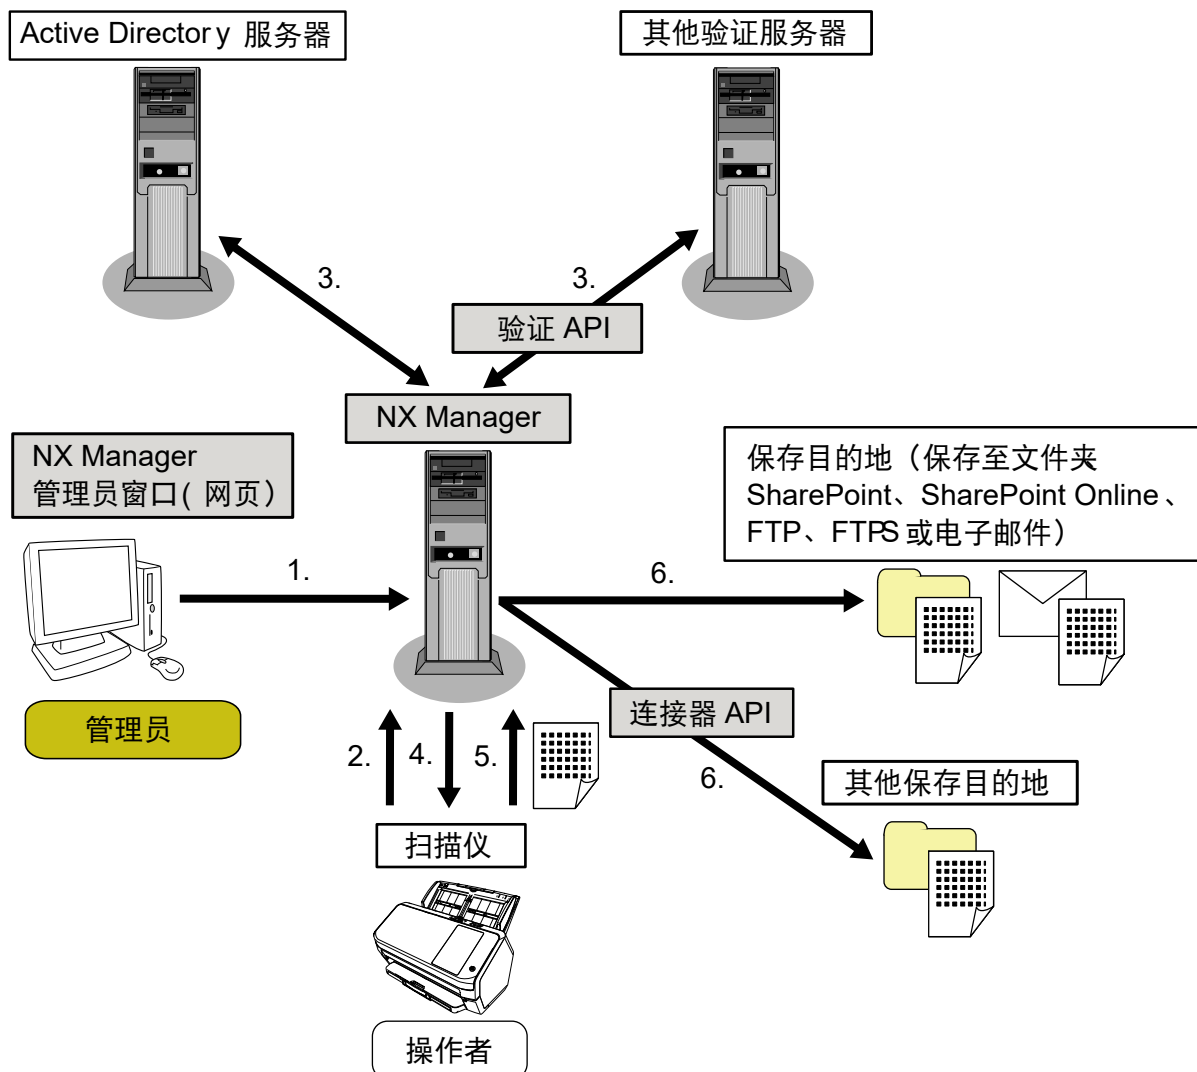 Active Directory 服务器
其他验证服务器
3.
3.
验证 API
NX Manager
NX Manager
管理员窗口( 网页）
保存目的地（保存至文件夹
SharePoint、SharePoint Online、
FTP、FTPS 或电子邮件）
1.
6.
管理员
连接器 API
2.
4.
5.
6.
其他保存目的地
扫描仪
操作者